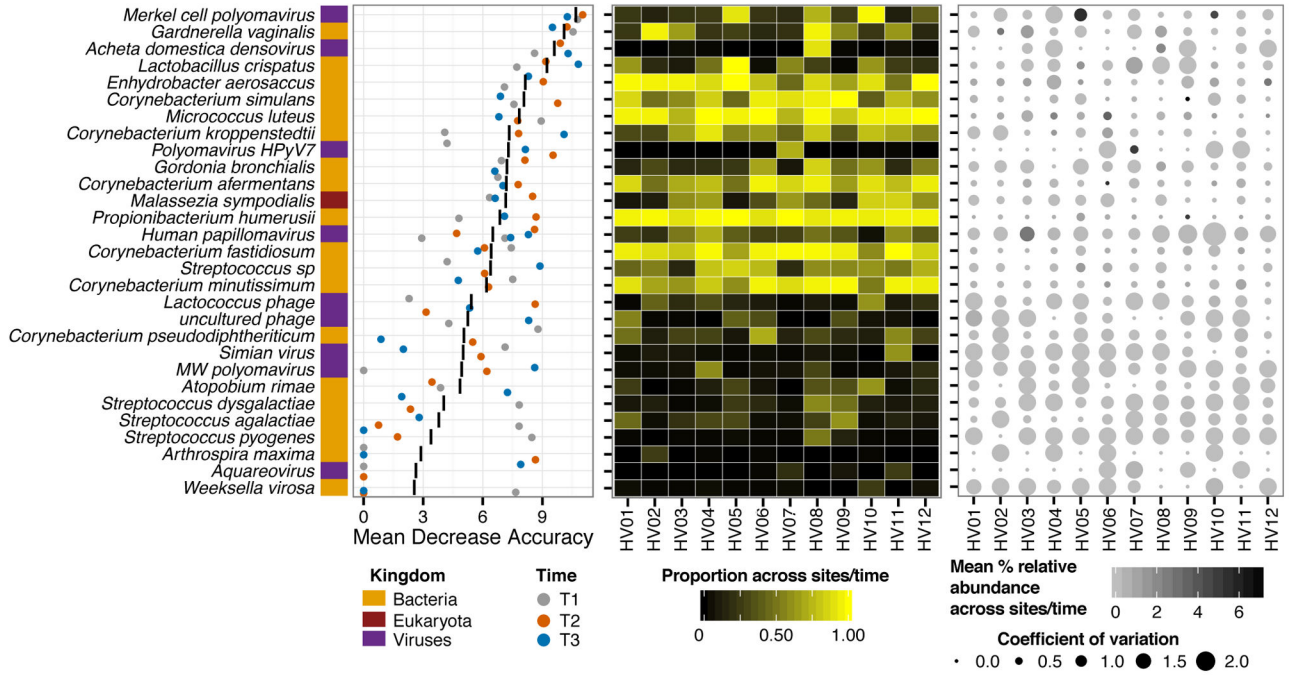 Merkel cell polyomavirus
Gardnerella vaginalis
Acheta domestica densovirus
Lactobacillus crispatus
Enhydrobacter aerosaccus
Corynebacterium simulans
Micrococcus luteus
Corynebacterium kroppenstedtii
Polyomavirus HPyV7
Gordonia bronchialis
Corynebacterium afermentans
Malassezia sympodialis
Propionibacterium humerusii
Human papillomavirus
Corynebacterium fastidiosum
Streptococcus sp
Corynebacterium minutissimum
Lactococcus phage
uncultured phage
Corynebacterium pseudodiphtheriticum
Simian virus
MW polyomavirus
Atopobium rimae
Streptococcus dysgalactiae
Streptococcus agalactiae
Streptococcus pyogenes
Arthrospira maxima
Aquareovirus
Weeksella virosa
0 3 6 9
Mean Decrease Accuracy
HV01 HV02 HV03 HV04 HV05 HV06 HV07 HV08 HV09 HV10 HV11 HV12
HV01 HV02 HV03 HV04 HV05 HV06 HV07 HV08 HV09 HV10 HV11 HV12
Kingdom
Bacteria
Eukaryota
Viruses
Time
T1
T2
T3
Proportion across sites/time
0 0.50 1.00
Mean % relative
abundance
across sites/time
0 2 4 6
Coefficient of variation
0.0 0.5 1.0 1.5 2.0